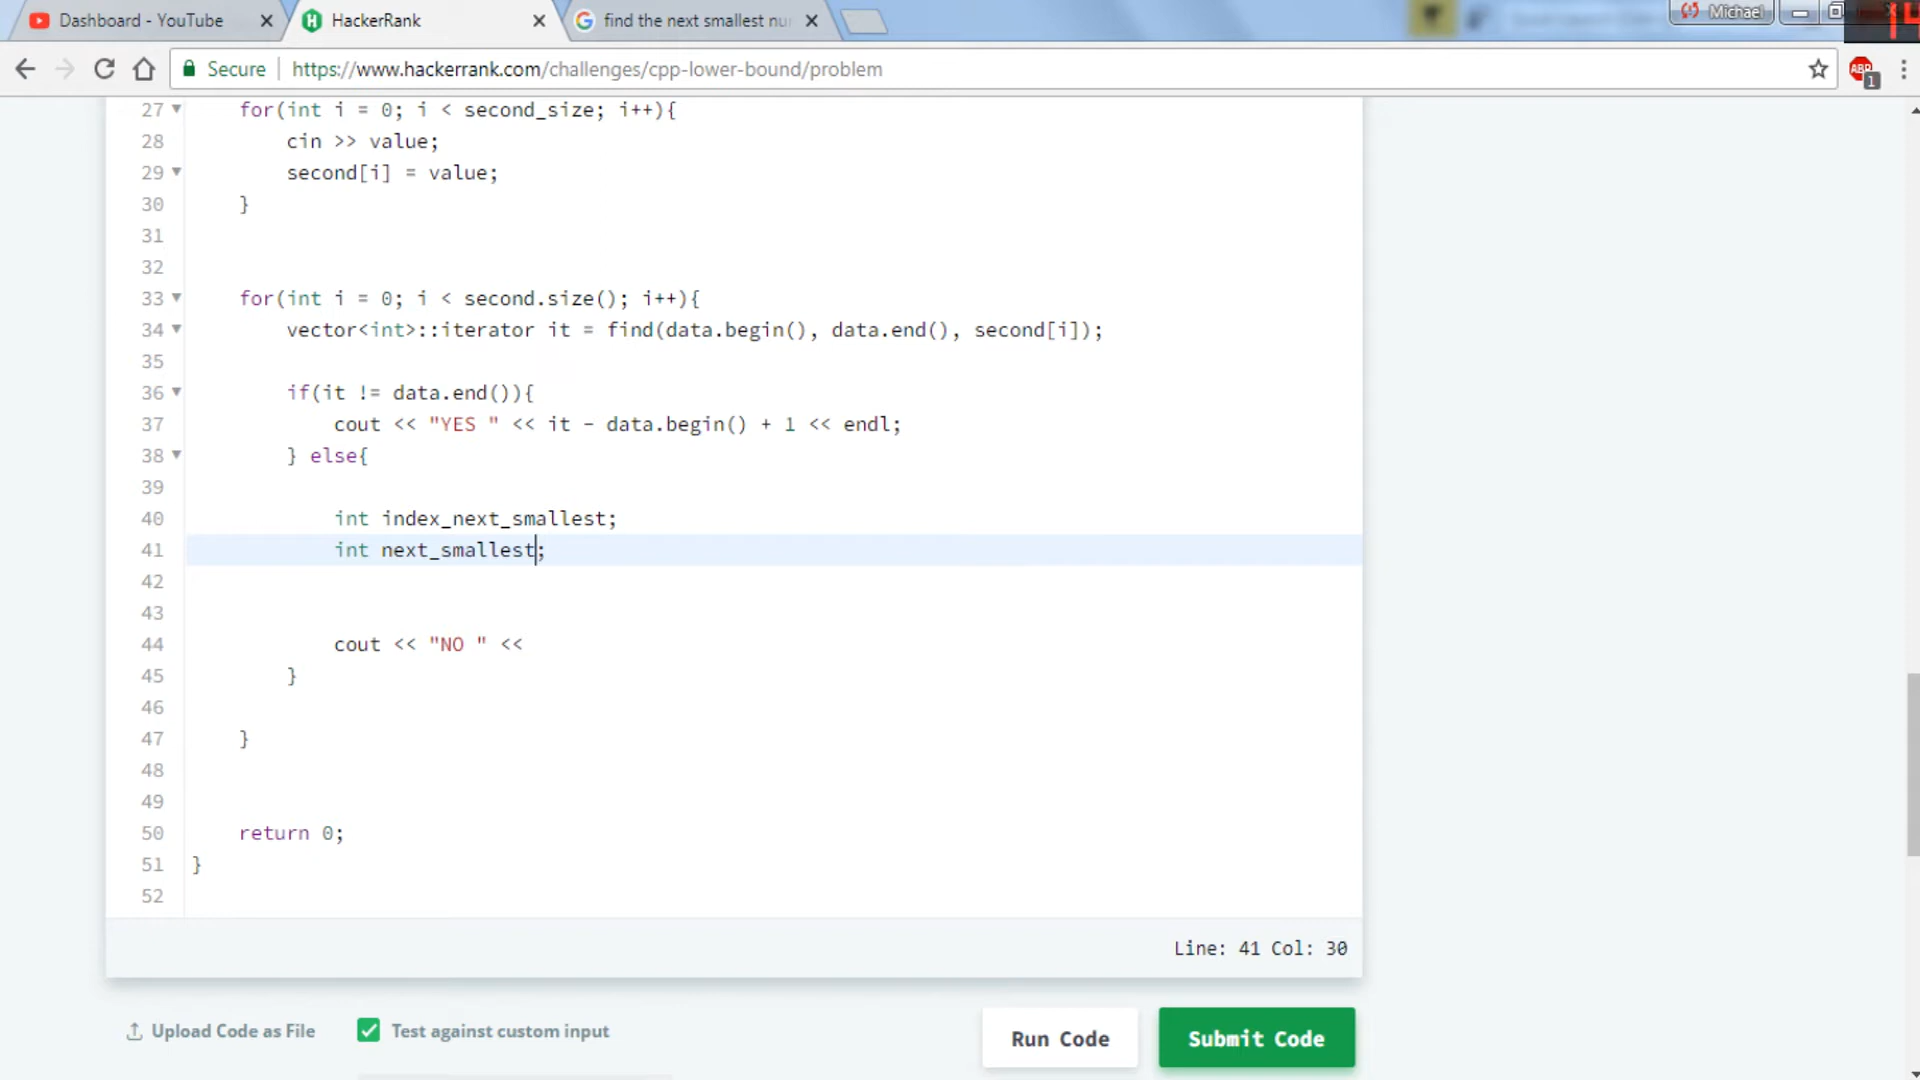 Dashboard - YouTube
HackerRank
find the next smallest nu
Michael
Secure https://www.hackerrank.com/challenges/cpp-lower-bound/problem
ABP
1
27 for(int i = 0; i < second_size; i++){
28 cin >> value;
29 second[i] = value;
30 }
31
32
33 for(int i = 0; i < second.size(); i++){
34 vector<int>::iterator it = find(data.begin(), data.end(), second[i]);
35
36 if(it != data.end()){
37 cout << "YES " << it - data.begin() + 1 << endl;
38 } else{
39
40 int index_next_smallest;
41 int next_smallest;
42
43
44 cout << "NO " <<
45 }
46
47 }
48
49
50 return 0;
51 }
52
Line: 41 Col: 30
Upload Code as File
Test against custom input
Run Code
Submit Code